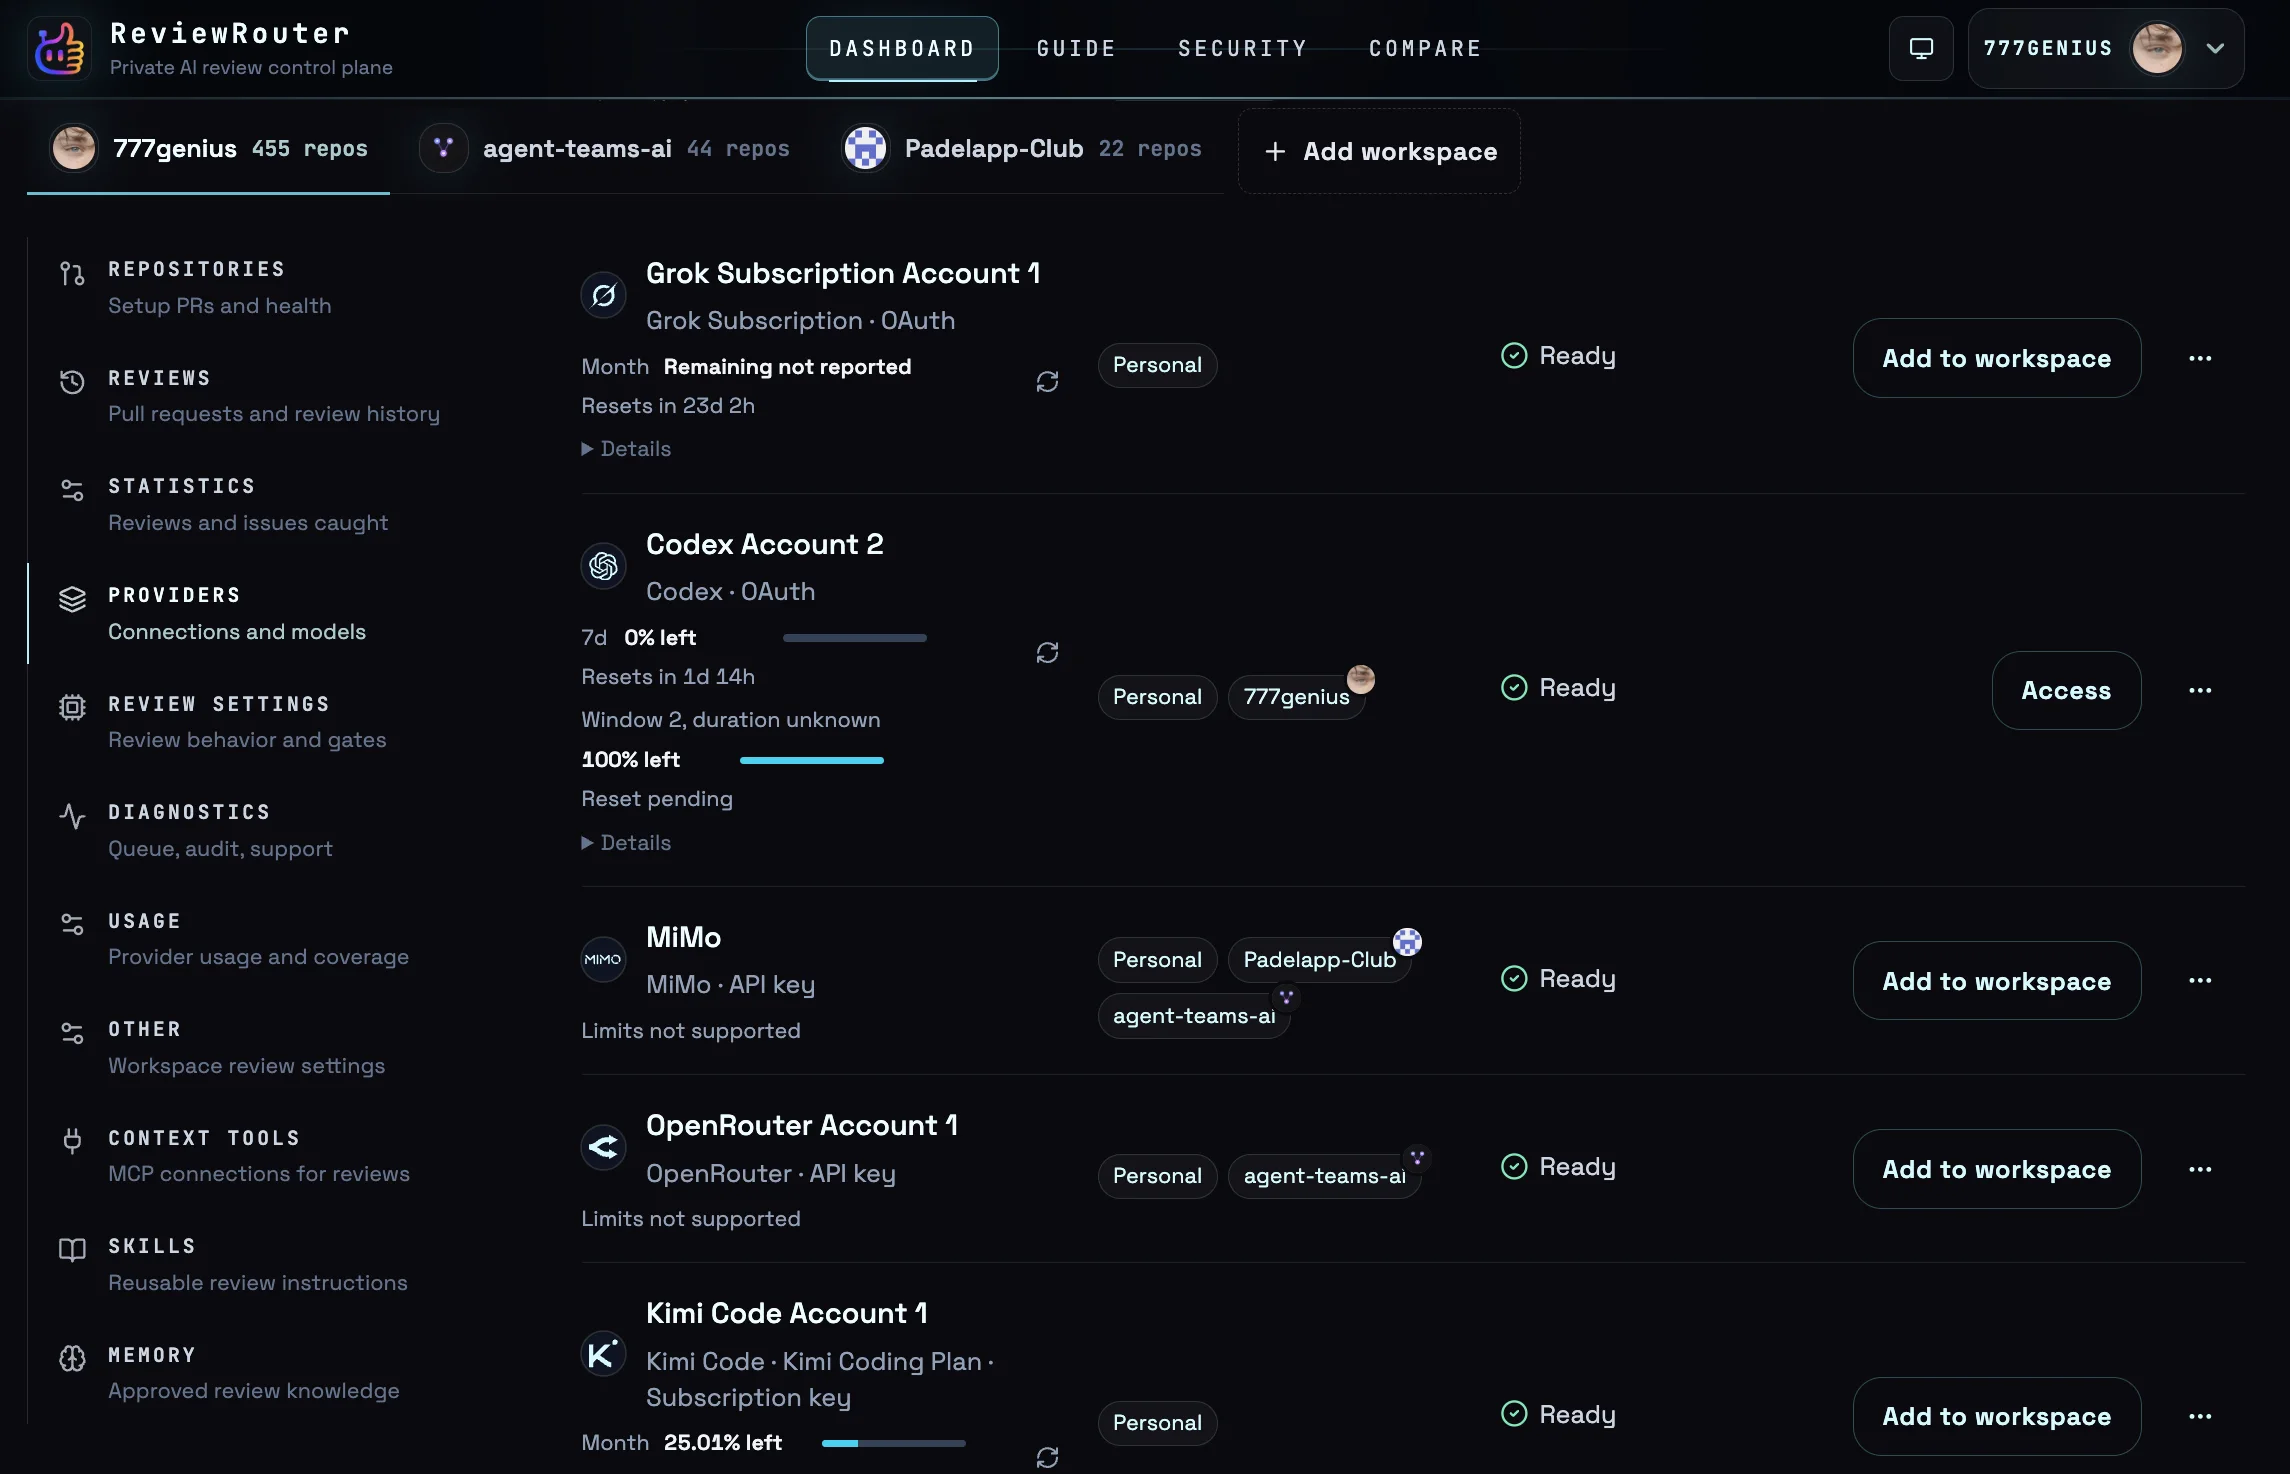 ReviewRouter
Private AI review control plane
DASHBOARD
GUIDE
SECURITY
COMPARE
777GENIUS
777genius 455 repos
agent-teams-ai 44 repos
Padelapp-Club 22 repos
+ Add workspace
REPOSITORIES
Setup PRs and health
REVIEWS
Pull requests and review history
STATISTICS
Reviews and issues caught
PROVIDERS
Connections and models
REVIEW SETTINGS
Review behavior and gates
DIAGNOSTICS
Queue, audit, support
USAGE
Provider usage and coverage
OTHER
Workspace review settings
CONTEXT TOOLS
MCP connections for reviews
SKILLS
Reusable review instructions
MEMORY
Approved review knowledge
Grok Subscription Account 1
Grok Subscription · OAuth
Month Remaining not reported
Resets in 23d 2h
Details
Personal
Ready
Add to workspace
Codex Account 2
Codex · OAuth
7d 0% left
Resets in 1d 14h
Window 2, duration unknown
100% left
Reset pending
Details
Personal
777genius
Ready
Access
MiMo
MiMo · API key
Limits not supported
MIMO
Personal
Padelapp-Club
agent-teams-ai
Ready
Add to workspace
OpenRouter Account 1
OpenRouter · API key
Limits not supported
Personal
agent-teams-ai
Ready
Add to workspace
Kimi Code Account 1
Kimi Code · Kimi Coding Plan ·
Subscription key
Month 25.01% left
Personal
Ready
Add to workspace